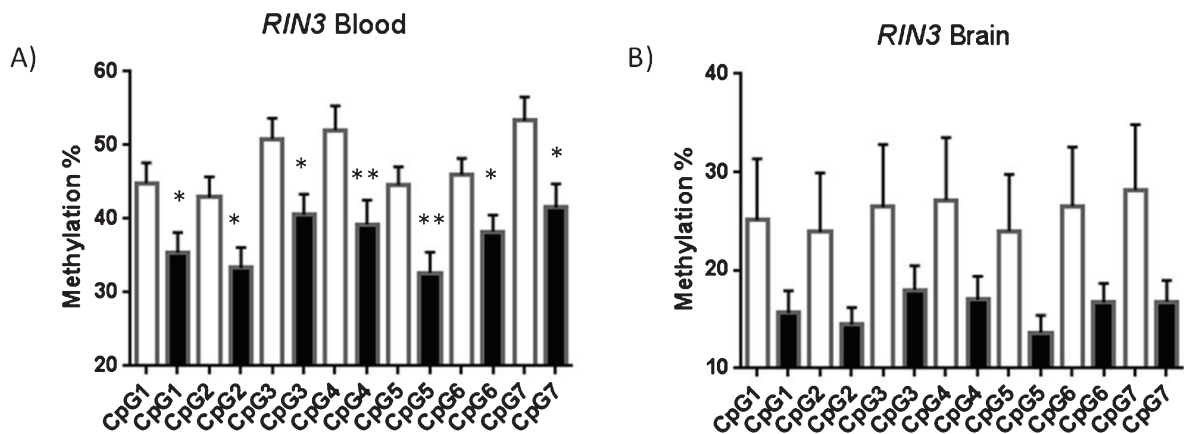 A)
RIN3 Blood
Methylation %
60
50
40
30
20
*
*
*
**
**
*
*
CpG1 CpG1 CpG2 CpG2 CpG3 CpG3 CpG4 CpG4 CpG5 CpG5 CpG6 CpG6 CpG7 CpG7
B)
RIN3 Brain
Methylation %
40
30
20
10
CpG1 CpG1 CpG2 CpG2 CpG3 CpG3 CpG4 CpG4 CpG5 CpG5 CpG6 CpG6 CpG7 CpG7